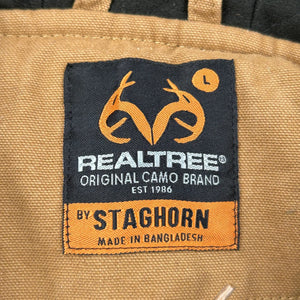 L
REALTREE®
ORIGINAL CAMO BRAND
EST 1986
BY STAGHORN
MADE IN BANGLADESH